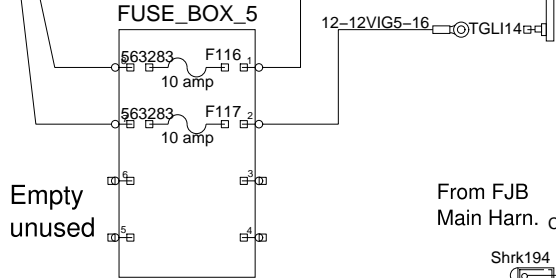 FUSE_BOX_5
12-12VIG5-16
TGLI14
563283 F116
1
10 amp
563283 F117
2
10 amp
6 3
Empty
unused
5 4
From FJB
Main Harn.
Shrk194